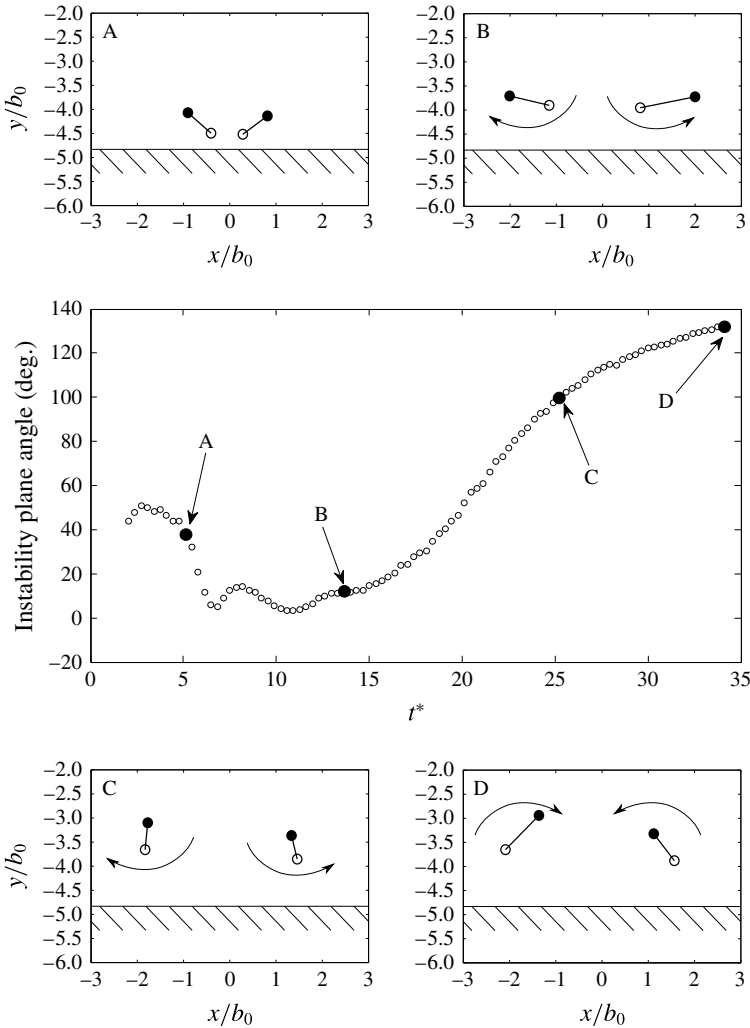 A
B
−2.0 −2.0
−2.5 −2.5
−3.0 −3.0
−3.5 −3.5
−4.0 −4.0
−4.5 −4.5
−5.0 −5.0
−5.5 −5.5
−6.0 −6.0
y/b0
−3 −2 −1 0 1 2 3
−3 −2 −1 0 1 2 3
x/b0
x/b0
140
120
100
80
60
40
20
0
−20
Instability plane angle (deg.)
A
B
C
D
0 5 10 15 20 25 30 35
t*
C
D
−2.0 −2.0
−2.5 −2.5
−3.0 −3.0
−3.5 −3.5
−4.0 −4.0
−4.5 −4.5
−5.0 −5.0
−5.5 −5.5
−6.0 −6.0
y/b0
−3 −2 −1 0 1 2 3
−3 −2 −1 0 1 2 3
x/b0
x/b0